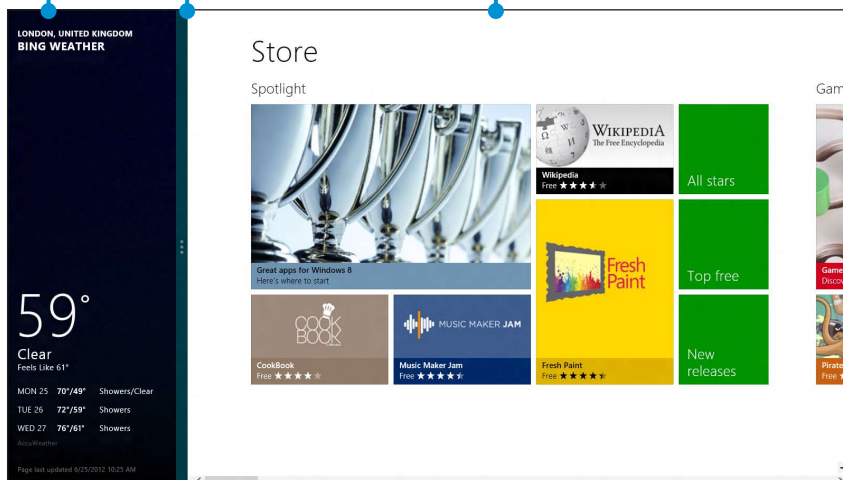 LONDON, UNITED KINGDOM
BING WEATHER
59°
Clear
Feels Like 61°
MON 25 70°/49° Showers/Clear
TUE 26 72°/59° Showers
WED 27 76°/61° Showers
AccuWeather
Page last updated 6/25/2012 10:25 AM
Store
Spotlight
Great apps for Windows 8
Here's where to start
WIKIPEDIA
The Free Encyclopedia
Wikipedia
Free
All stars
COOK
BOOK
CookBook
Free
MUSIC MAKER JAM
Music Maker Jam
Free
Fresh
Paint
Fresh Paint
Free
Top free
New
releases
Gam
Game
Disco
Pirate
Free